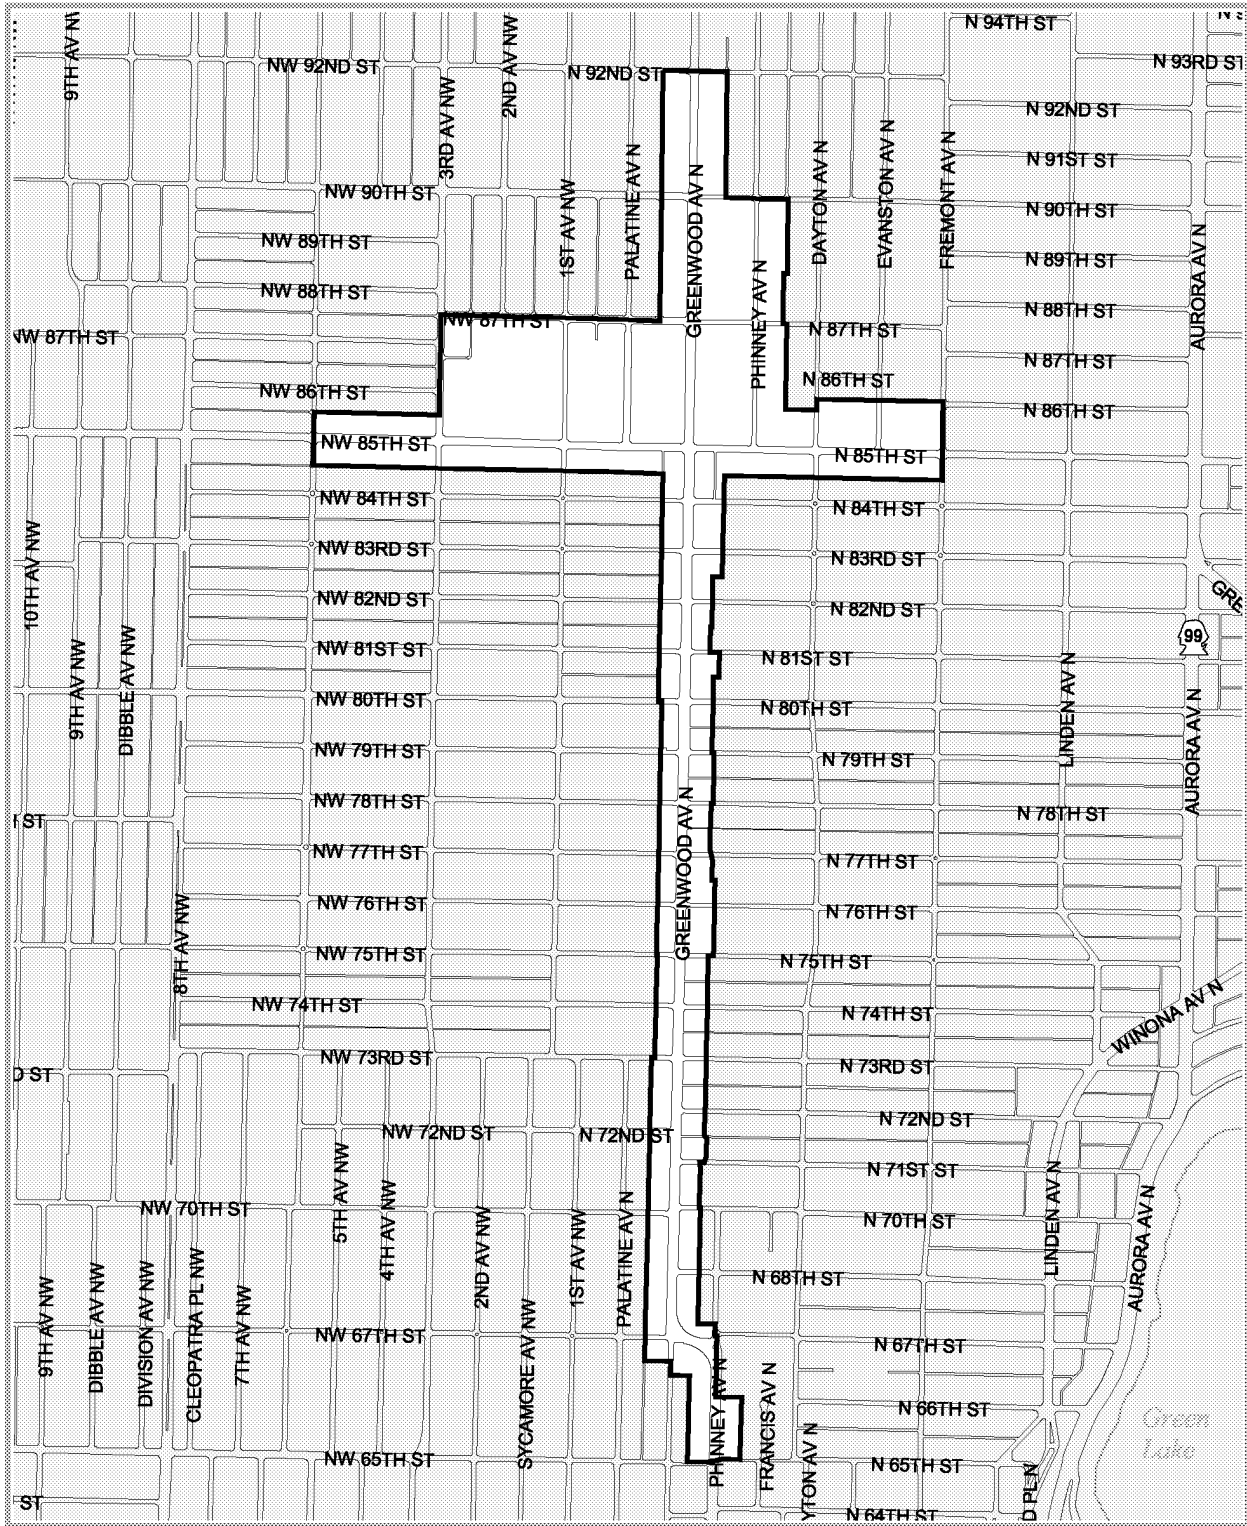 N 94TH ST
N 9
9TH AV NW
NW 92ND ST
2ND AV NW
N 92ND ST
N 93RD ST
3RD AV NW
N 92ND ST
EVANSTON AV N
FREMONT AV N
DAYTON AV N
PALATINE AV N
GREENWOOD AV N
1ST AV NW
N 91ST ST
NW 90TH ST
N 90TH ST
NW 89TH ST
AURORA AV N
N 89TH ST
PHINNEY AV N
NW 88TH ST
N 88TH ST
NW 87TH ST
NW 87TH ST
N 87TH ST
N 87TH ST
NW 86TH ST
N 86TH ST
N 86TH ST
NW 85TH ST
N 85TH ST
NW 84TH ST
N 84TH ST
10TH AV NW
NW 83RD ST
N 83RD ST
NW 82ND ST
N 82ND ST
GRE
99
9TH AV NW
DIBBLE AV NW
NW 81ST ST
N 81ST ST
LINDEN AV N
NW 80TH ST
N 80TH ST
AURORA AV N
NW 79TH ST
N 79TH ST
NW 78TH ST
N 78TH ST
ST
GREENWOOD AV N
NW 77TH ST
N 77TH ST
8TH AV NW
NW 76TH ST
N 76TH ST
NW 75TH ST
N 75TH ST
NW 74TH ST
N 74TH ST
WINONA AV N
NW 73RD ST
N 73RD ST
D ST
NW 72ND ST
N 72ND ST
N 72ND ST
5TH AV NW
4TH AV NW
N 71ST ST
LINDEN AV N
AURORA AV N
NW 70TH ST
2ND AV NW
1ST AV NW
PALATINE AV N
N 70TH ST
9TH AV NW
DIBBLE AV NW
DIVISION AV NW
CLEOPATRA PL NW
7TH AV NW
N 68TH ST
SYCAMORE AV NW
NW 67TH ST
N 67TH ST
PHINNEY AV N
FRANCIS AV N
N 66TH ST
Green
Lake
NW 65TH ST
YTON AV N
N 65TH ST
D PL N
ST
N 64TH ST